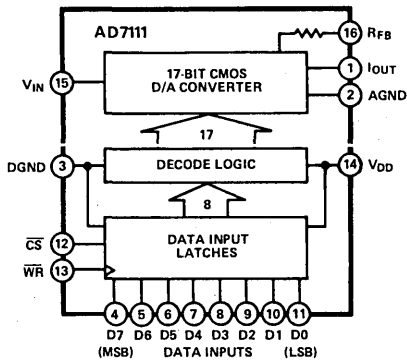 AD7111
16 RFB
17-BIT CMOS
D/A CONVERTER
VIN 15
1 IOUT
2 AGND
17
DGND 3
DECODE LOGIC
14 VDD
8
CS 12
DATA INPUT
LATCHES
WR 13
4 5 6 7 8 9 10 11
D7 D6 D5 D4 D3 D2 D1 D0
(MSB) DATA INPUTS (LSB)